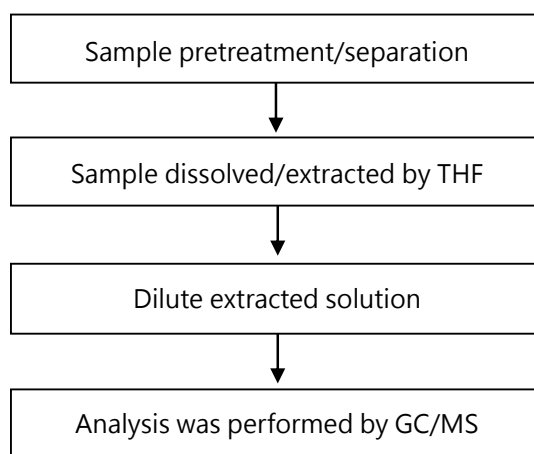 Sample pretreatment/separation
Sample dissolved/extracted by THF
Dilute extracted solution
Analysis was performed by GC/MS